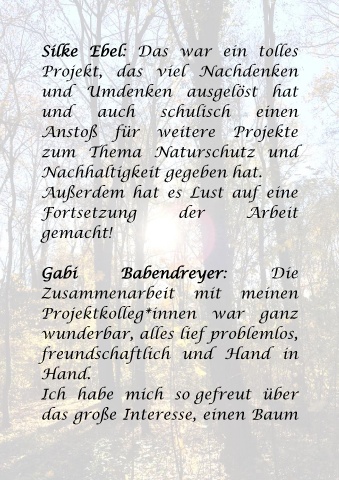 Silke Ebel: Das war ein tolles
Projekt, das viel Nachdenken
und Umdenken ausgelöst hat
und auch schulisch einen
Anstoß für weitere Projekte
zum Thema Naturschutz und
Nachhaltigkeit gegeben hat.
Außerdem hat es Lust auf eine
Fortsetzung der Arbeit
gemacht!
Gabi Babendreyer: Die
Zusammenarbeit mit meinen
Projektkolleg*innen war ganz
wunderbar, alles lief problemlos,
freundschaftlich und Hand in
Hand.
Ich habe mich so gefreut über
das große Interesse, einen Baum